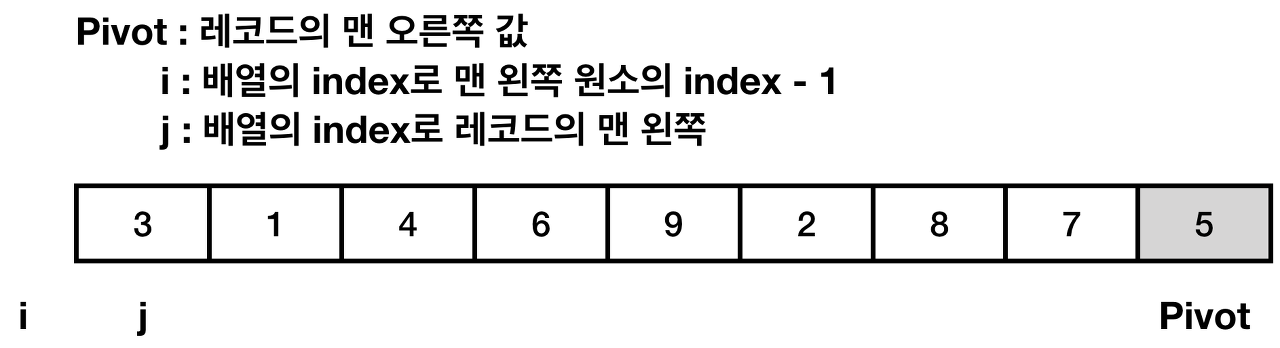 Pivot : 레코드의 맨 오른쪽 값
i : 배열의 index로 맨 왼쪽 원소의 index - 1
j : 배열의 index로 레코드의 맨 왼쪽
3 1 4 6 9 2 8 7 5
i j Pivot